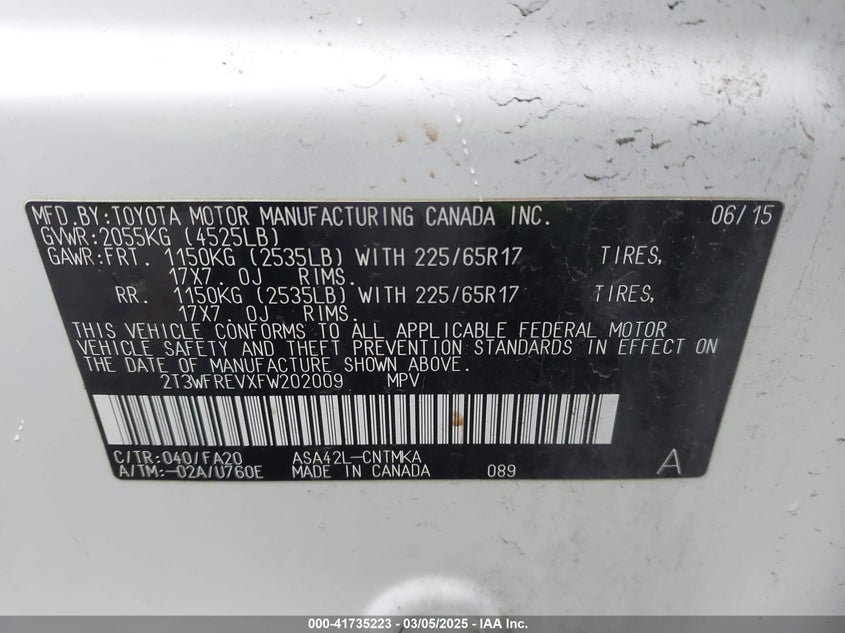 MFD.BY:TOYOTA MOTOR MANUFACTURING CANADA INC. 06/15
GVWR:2055KG (4525LB)
GAWR:FRT. 1150KG (2535LB) WITH 225/65R17 TIRES,
17X7. 0J RIMS.
RR. 1150KG (2535LB) WITH 225/65R17 TIRES,
17X7. 0J RIMS.
THIS VEHICLE CONFORMS TO ALL APPLICABLE FEDERAL MOTOR
VEHICLE SAFETY AND THEFT PREVENTION STANDARDS IN EFFECT ON
THE DATE OF MANUFACTURE SHOWN ABOVE.
2T3WFREVXFW202009 MPV
C/TR:040/FA20 ASA42L-CNTMKA
A/TM:-02A/U760E MADE IN CANADA 089 A
000-41735223 — 03/05/2025 — IAA Inc.